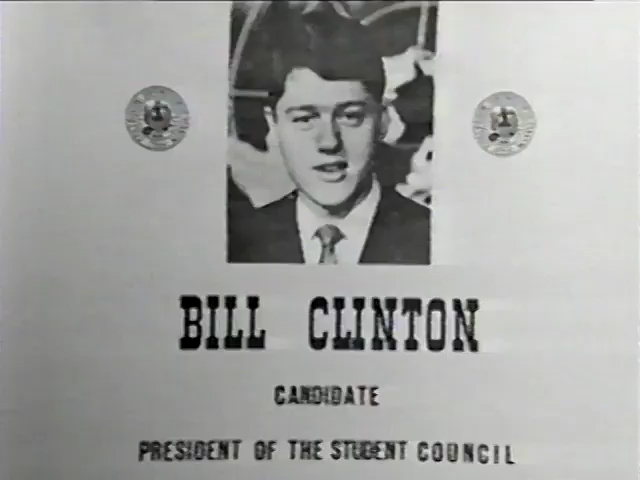 BILL CLINTON
CANDIDATE
PRESIDENT OF THE STUDENT COUNCIL